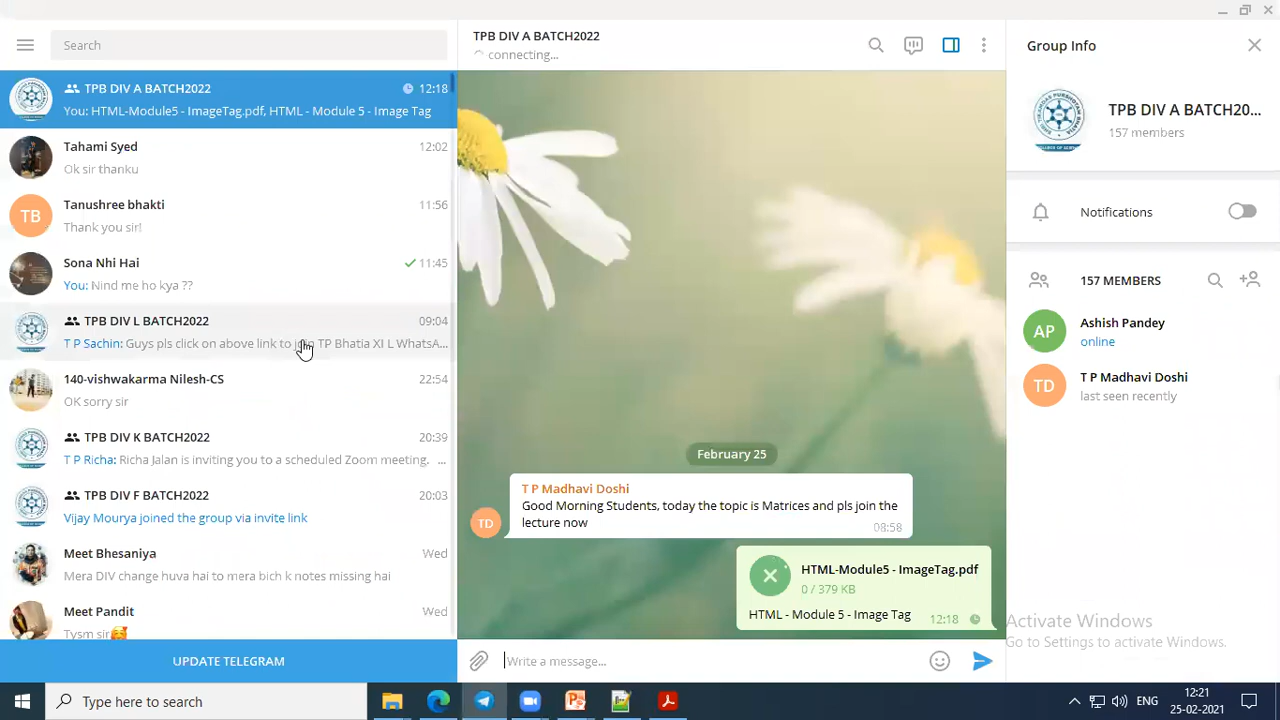 Search
TPB DIV A BATCH2022
connecting...
Group Info
TPB DIV A BATCH2022 12:18
You: HTML-Module5 - ImageTag.pdf, HTML - Module 5 - Image Tag
TPB DIV A BATCH20...
157 members
Tahami Syed 12:02
Ok sir thanku
Tanushree bhakti 11:56
TB
Thank you sir!
Notifications
Sona Nhi Hai 11:45
You: Nind me ho kya ??
157 MEMBERS
TPB DIV L BATCH2022 09:04
T P Sachin: Guys pls click on above link to join TP Bhatia XI L WhatsA...
AP
Ashish Pandey
online
140-vishwakarma Nilesh-CS 22:54
OK sorry sir
TD
T P Madhavi Doshi
last seen recently
TPB DIV K BATCH2022 20:39
T P Richa: Richa Jalan is inviting you to a scheduled Zoom meeting. ...
TPB DIV F BATCH2022 20:03
Vijay Mourya joined the group via invite link
Meet Bhesaniya Wed
Mera DIV change huva hai to mera bich k notes missing hai
Meet Pandit Wed
Tysm sir🥰
February 25
T P Madhavi Doshi
Good Morning Students, today the topic is Matrices and pls join the
lecture now
08:58
TD
HTML-Module5 - ImageTag.pdf
0 / 379 KB
HTML - Module 5 - Image Tag 12:18
Activate Windows
Go to Settings to activate Windows.
UPDATE TELEGRAM
Write a message...
Type here to search
ENG
12:21
25-02-2021